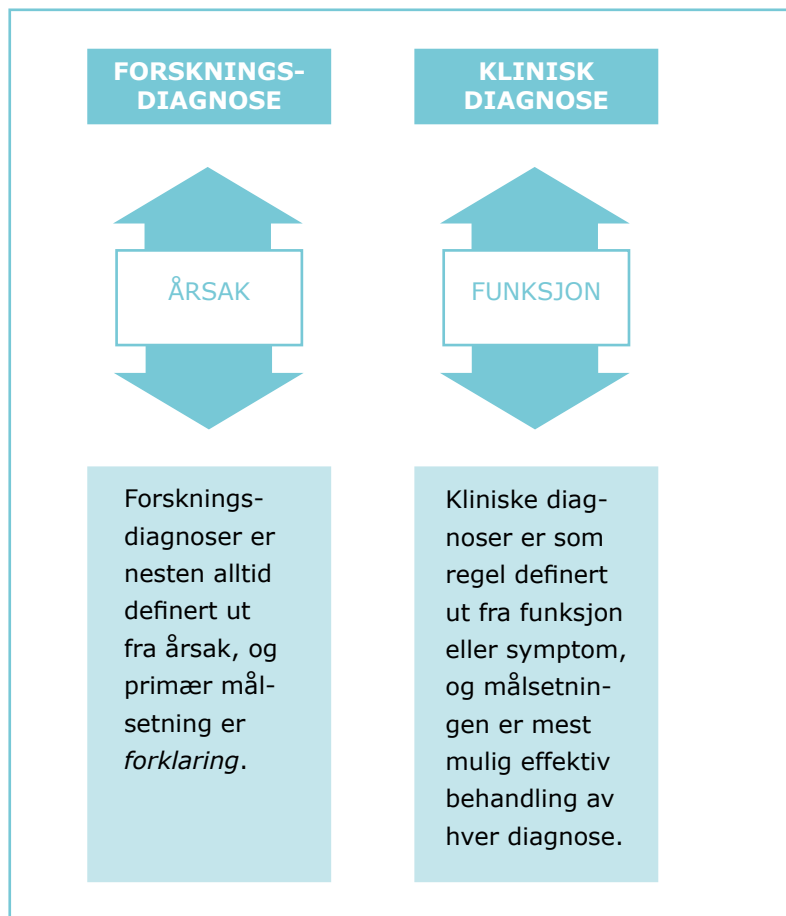 FORSKNINGS-
DIAGNOSE
ÅRSAK
Forsknings-
diagnoser er
nesten alltid
definert ut
fra årsak, og
primær mål-
setning er
forklaring.
KLINISK
DIAGNOSE
FUNKSJON
Kliniske diag-
noser er som
regel definert
ut fra funksjon
eller symptom,
og målsetnin-
gen er mest
mulig effektiv
behandling av
hver diagnose.